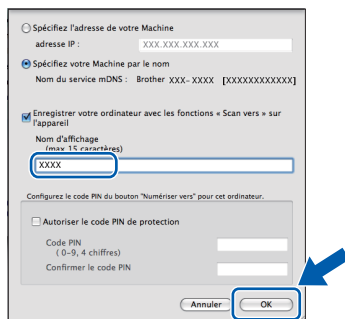 Spécifiez l'adresse de votre Machine
adresse IP : XXX.XXX.XXX.XXX
Spécifiez votre Machine par le nom
Nom du service mDNS : Brother XXX-XXXX [XXXXXXXXXXXX]
Enregistrer votre ordinateur avec les fonctions « Scan vers » sur
l'appareil
Nom d'affichage
(max 15 caractères)
XXXX
Configurez le code PIN du bouton "Numériser vers" pour cet ordinateur.
Autoriser le code PIN de protection
Code PIN
( 0-9, 4 chiffres)
Confirmer le code PIN
Annuler OK